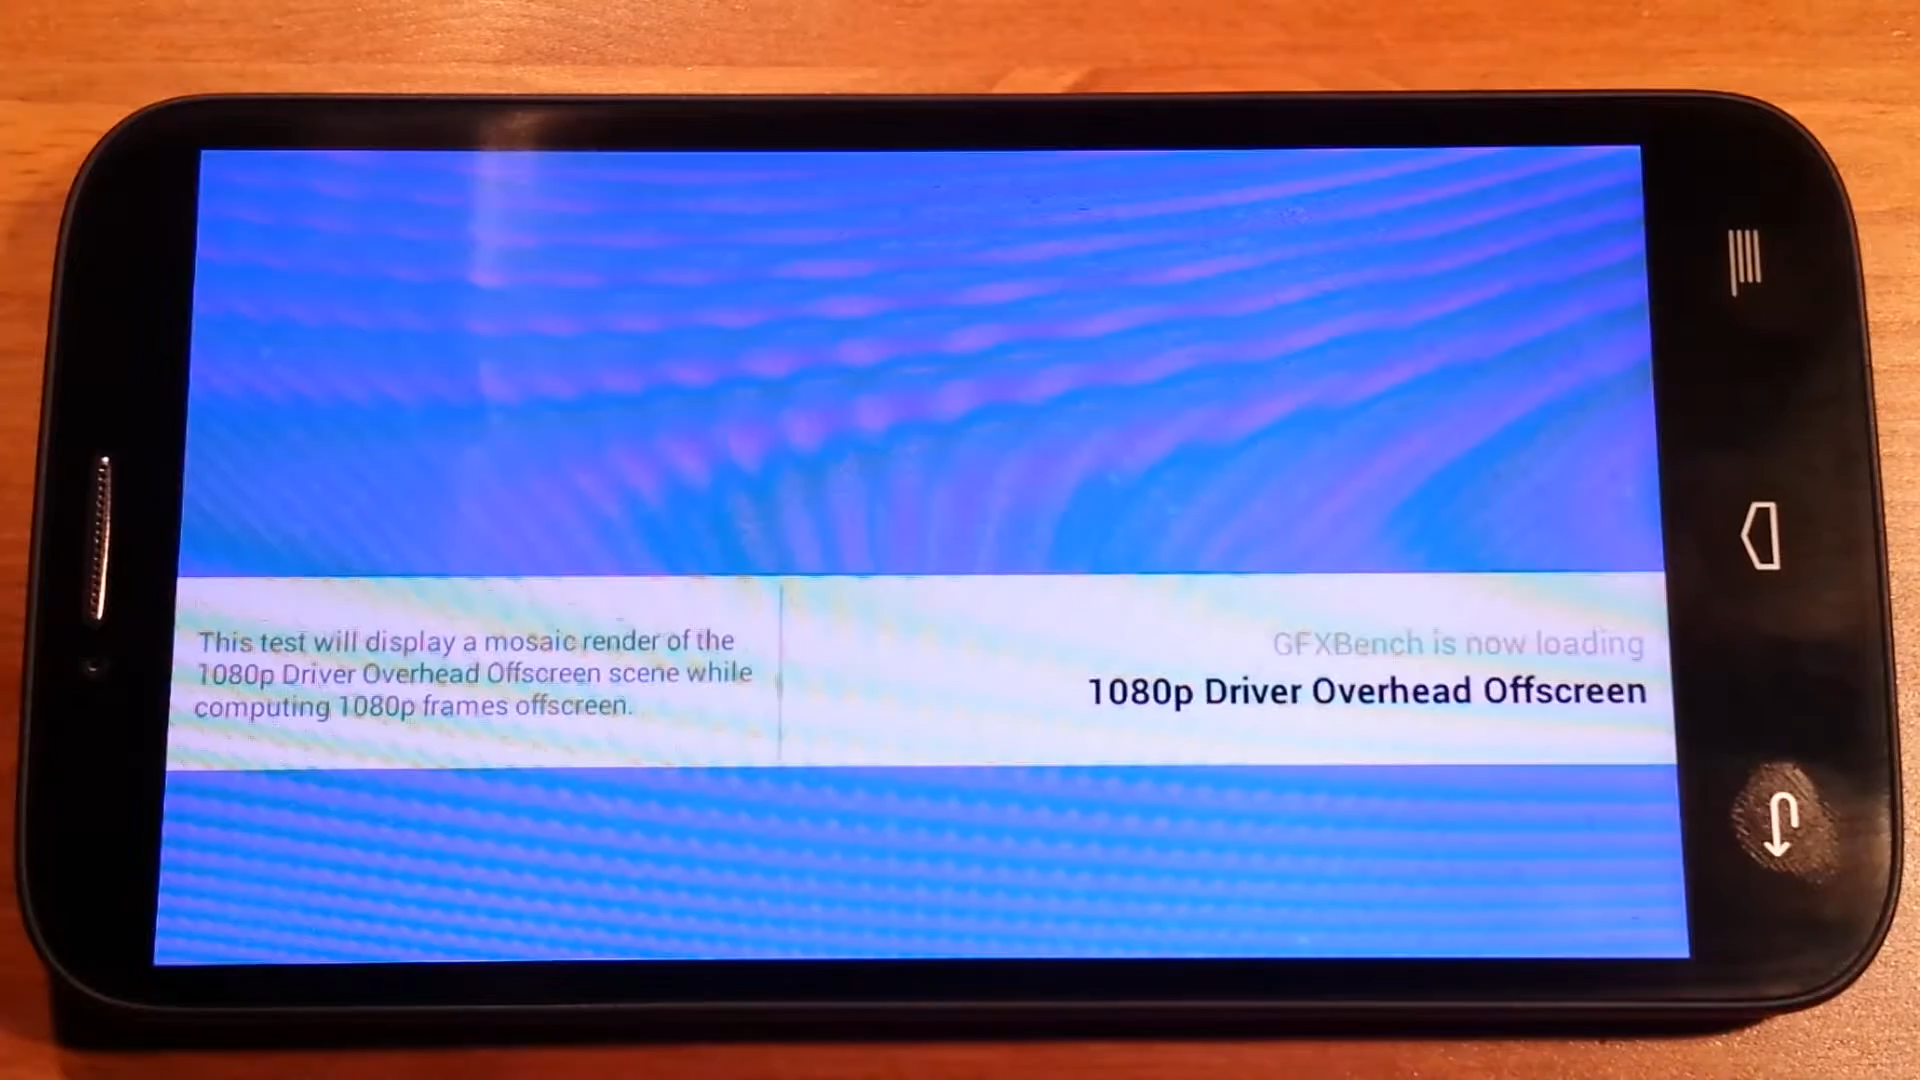 This test will display a mosaic render of the
1080p Driver Overhead Offscreen scene while
computing 1080p frames offscreen.
GFXBench is now loading
1080p Driver Overhead Offscreen